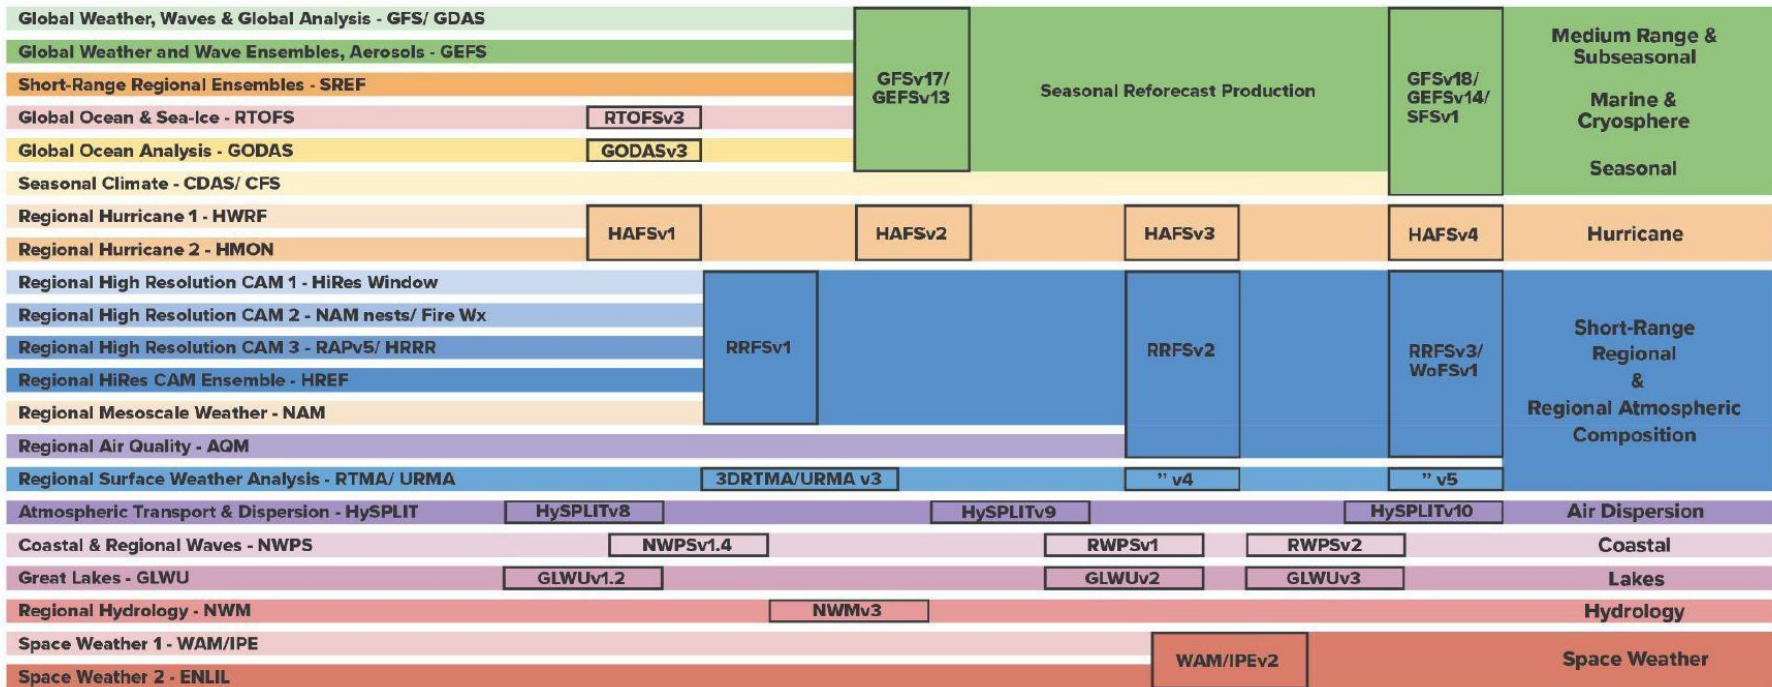 Global Weather, Waves & Global Analysis - GFS/ GDAS
Global Weather and Wave Ensembles, Aerosols - GEFS
Short-Range Regional Ensembles - SREF
Global Ocean & Sea-Ice - RTOFS
Global Ocean Analysis - GODAS
Seasonal Climate - CDAS/ CFS
RTOFSv3
GODASv3
GFSv17/
GEFSv13
Seasonal Reforecast Production
GFSv18/
GEFSv14/
SFSv1
Medium Range &
Subseasonal
Marine &
Cryosphere
Seasonal
Regional Hurricane 1 - HWRF
Regional Hurricane 2 - HMON
HAFSv1
HAFSv2
HAFSv3
HAFSv4
Hurricane
Regional High Resolution CAM 1 - HiRes Window
Regional High Resolution CAM 2 - NAM nests/ Fire Wx
Regional High Resolution CAM 3 - RAPv5/ HRRR
Regional HiRes CAM Ensemble - HREF
Regional Mesoscale Weather - NAM
Regional Air Quality - AQM
RRFSv1
RRFSv2
RRFSv3/
WoFSv1
Short-Range
Regional
&
Regional Atmospheric
Composition
Regional Surface Weather Analysis - RTMA/ URMA
3DRTMA/URMA v3
” v4
” v5
Atmospheric Transport & Dispersion - HySPLIT
HySPLITv8
HySPLITv9
HySPLITv10
Air Dispersion
Coastal & Regional Waves - NWPS
NWPSv1.4
RWPSv1
RWPSv2
Coastal
Great Lakes - GLWU
GLWUv1.2
GLWUv2
GLWUv3
Lakes
Regional Hydrology - NWM
NWMv3
Hydrology
Space Weather 1 - WAM/IPE
Space Weather 2 - ENLIL
WAM/IPEv2
Space Weather